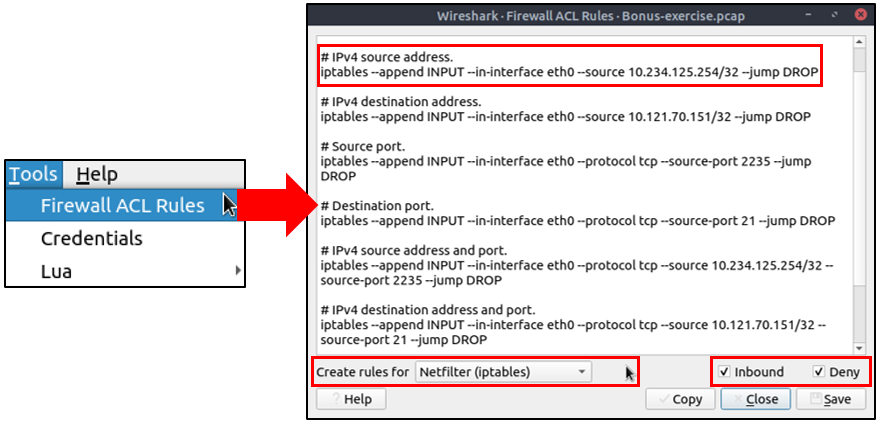 Tools Help
Firewall ACL Rules
Credentials
Lua
Wireshark · Firewall ACL Rules · Bonus-exercise.pcap
# IPv4 source address.
iptables --append INPUT --in-interface eth0 --source 10.234.125.254/32 --jump DROP
# IPv4 destination address.
iptables --append INPUT --in-interface eth0 --source 10.121.70.151/32 --jump DROP
# Source port.
iptables --append INPUT --in-interface eth0 --protocol tcp --source-port 2235 --jump
DROP
# Destination port.
iptables --append INPUT --in-interface eth0 --protocol tcp --source-port 21 --jump DROP
# IPv4 source address and port.
iptables --append INPUT --in-interface eth0 --protocol tcp --source 10.234.125.254/32 --
source-port 2235 --jump DROP
# IPv4 destination address and port.
iptables --append INPUT --in-interface eth0 --protocol tcp --source 10.121.70.151/32 --
source-port 21 --jump DROP
Create rules for Netfilter (iptables) Inbound Deny
Help Copy Close Save